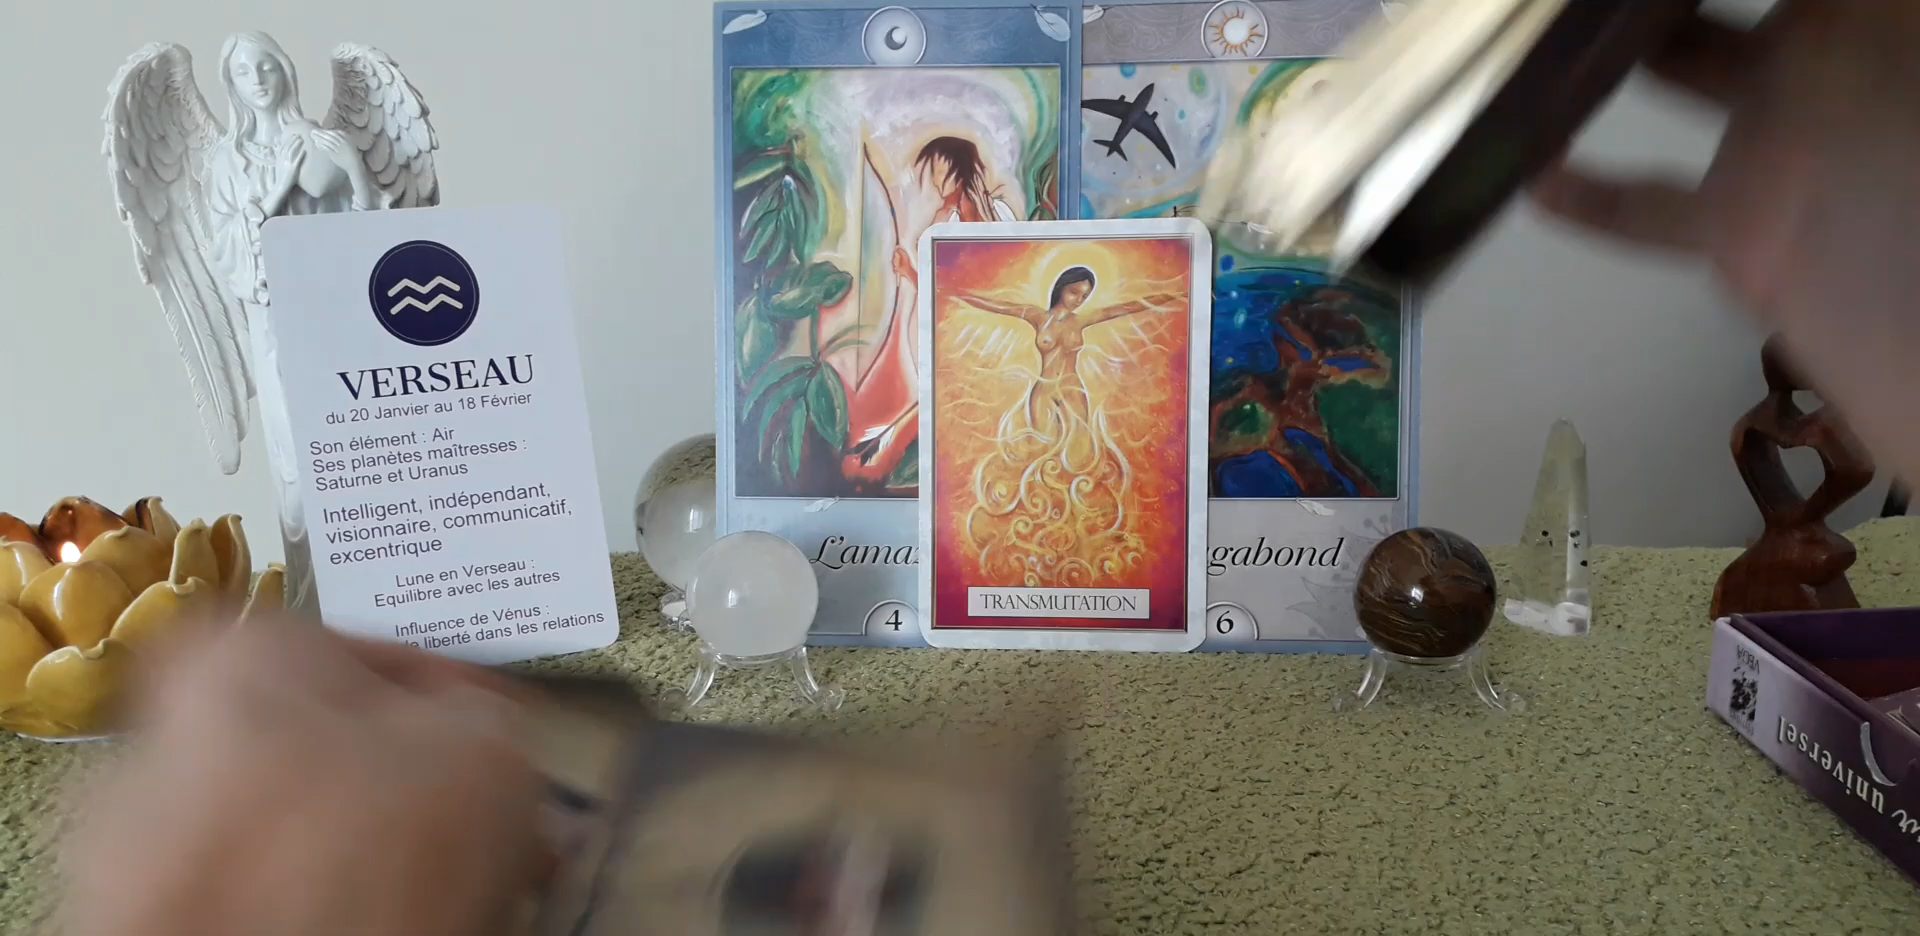 VERSEAU
du 20 Janvier au 18 Février
Son élément : Air
Ses planètes maîtresses :
Saturne et Uranus
Intelligent, indépendant,
visionnaire, communicatif,
excentrique
Lune en Verseau :
Equilibre avec les autres
Influence de Vénus :
liberté dans les relations
L'ama
4
TRANSMUTATION
gabond
6
VEGA
universel